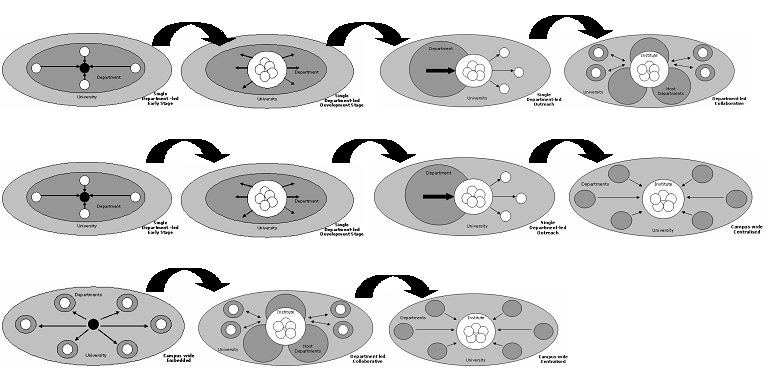 Department
University
Single
Department-led
Early Stage
Department
University
Single
Department-led
Development Stage
Department
University
Single
Department-led
Outreach
Institute
University
Host
Departments
Department led
Collaborative
Department
University
Single
Department-led
Early Stage
Department
University
Single
Department-led
Development Stage
Department
University
Single
Department-led
Outreach
Departments
Institute
University
Campus wide
Centralised
Departments
University
Campus wide
Embedded
Institute
University
Host
Departments
Department led
Collaborative
Departments
Institute
University
Campus wide
Centralised